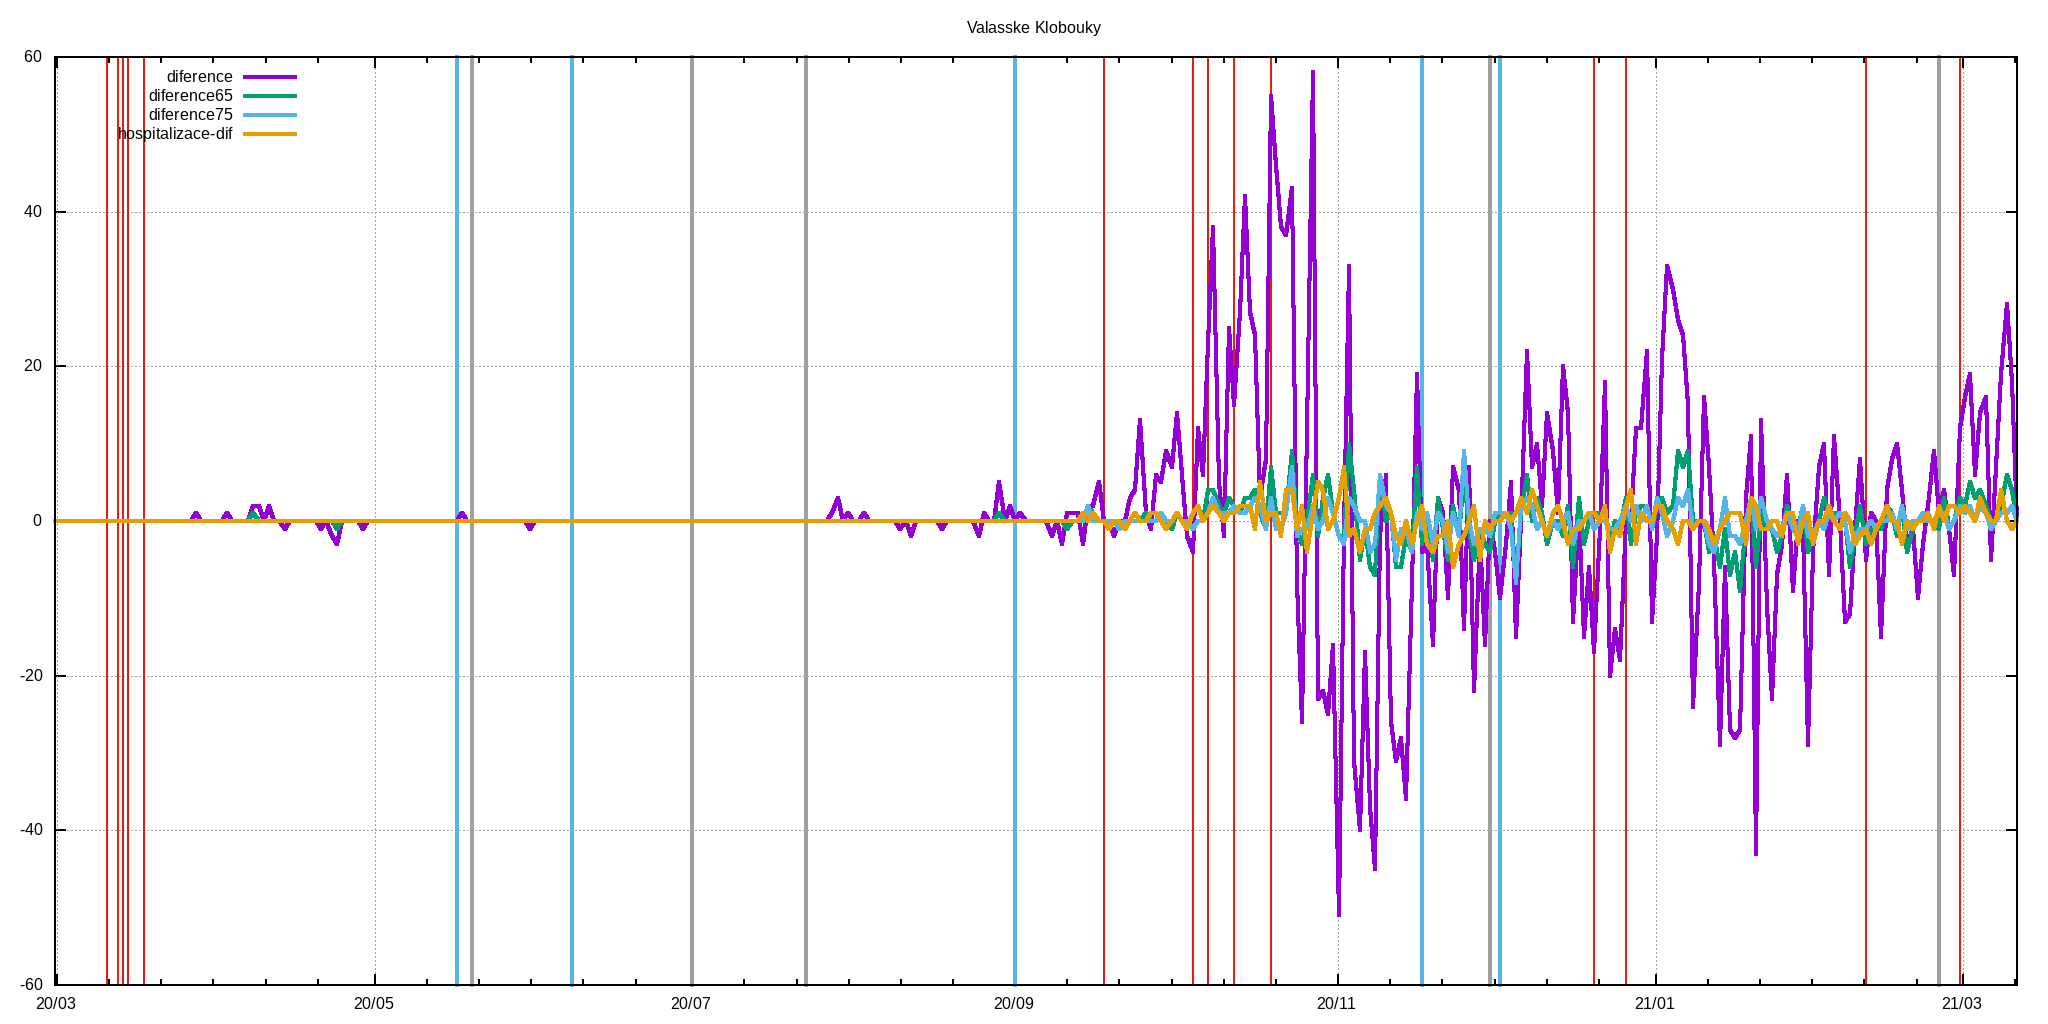 Valasske Klobouky
60
40
20
0
-20
-40
-60
diference
diference65
diference75
hospitalizace-dif
20/03 20/05 20/07 20/09 20/11 21/01 21/03